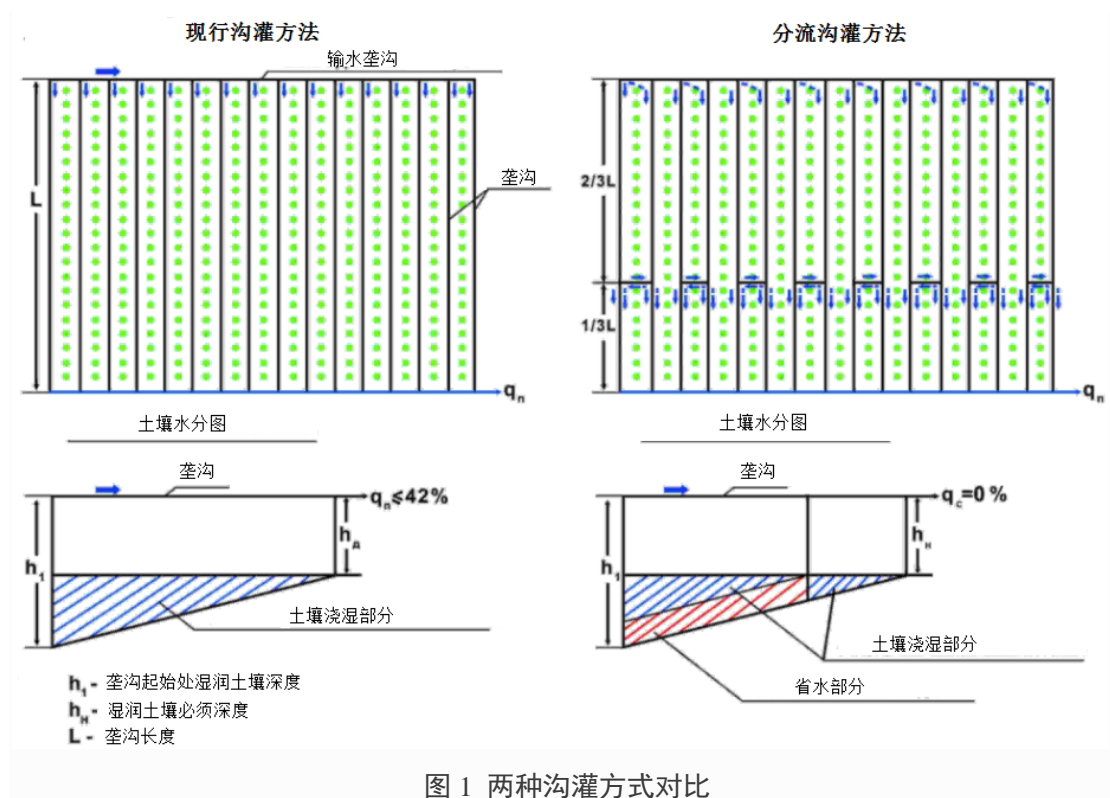 现行沟灌方法
分流沟灌方法
输水垄沟
垄沟
L
2/3L
1/3L
qₙ
qₙ
土壤水分图
土壤水分图
垄沟
垄沟
qₙ≤42%
q꜀=0%
h₁
hд
h₁
hн
土壤浇湿部分
土壤浇湿部分
省水部分
h₁- 垄沟起始处湿润土壤深度
hн- 湿润土壤必须深度
L - 垄沟长度
图 1 两种沟灌方式对比